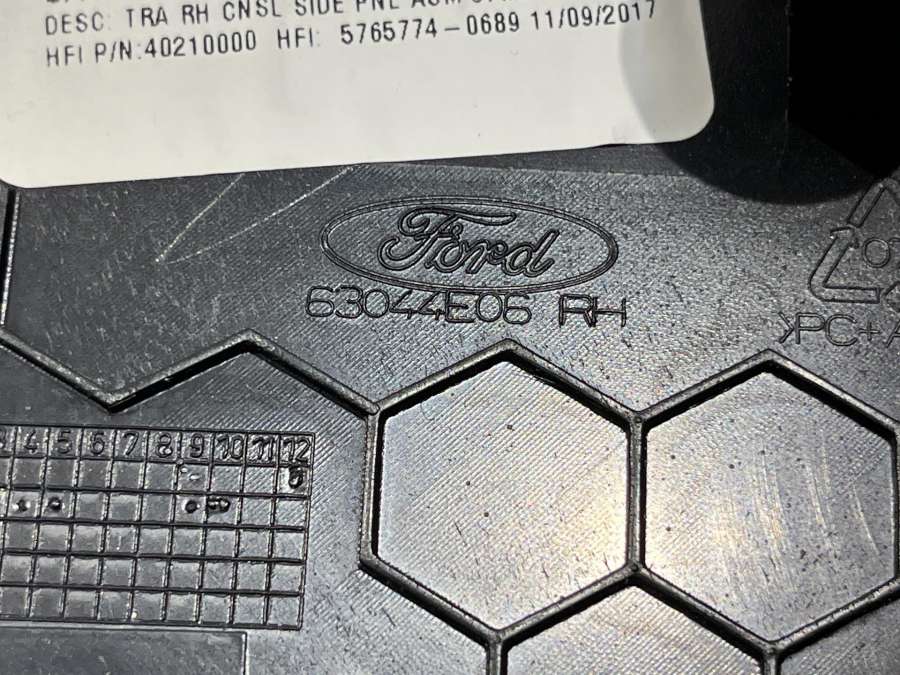 DESC: TRA RH CNSL SIDE PNL ASM
HFI P/N:40210000 HFI: 5765774-0689 11/09/2017
Ford
63044E06 RH
>PC+A
4 5 6 7 8 9 10 11 12